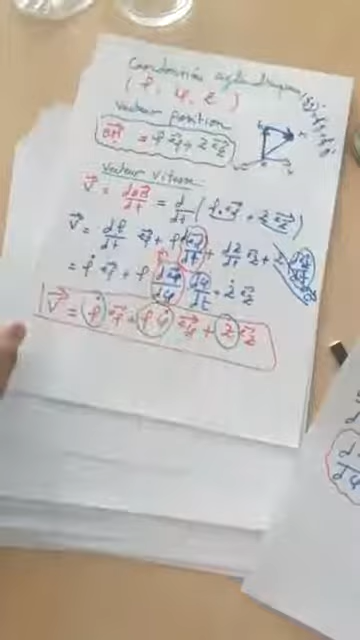 Coordonnées cylindriques
(ρ, φ, z)
Vecteur position
OM⃗ = ρ e⃗ρ + z e⃗z
Vecteur vitesse
V⃗ = dOM⃗/dt = d/dt (ρ.e⃗ρ + z e⃗z)
V⃗ = dρ/dt e⃗ρ + ρ de⃗ρ/dt + dz/dt e⃗z + z de⃗z/dt
= ρ̇ e⃗ρ + ρ de⃗ρ/dφ dφ/dt + ż e⃗z
V⃗ = ρ̇ e⃗ρ + ρ φ̇ e⃗φ + ż e⃗z